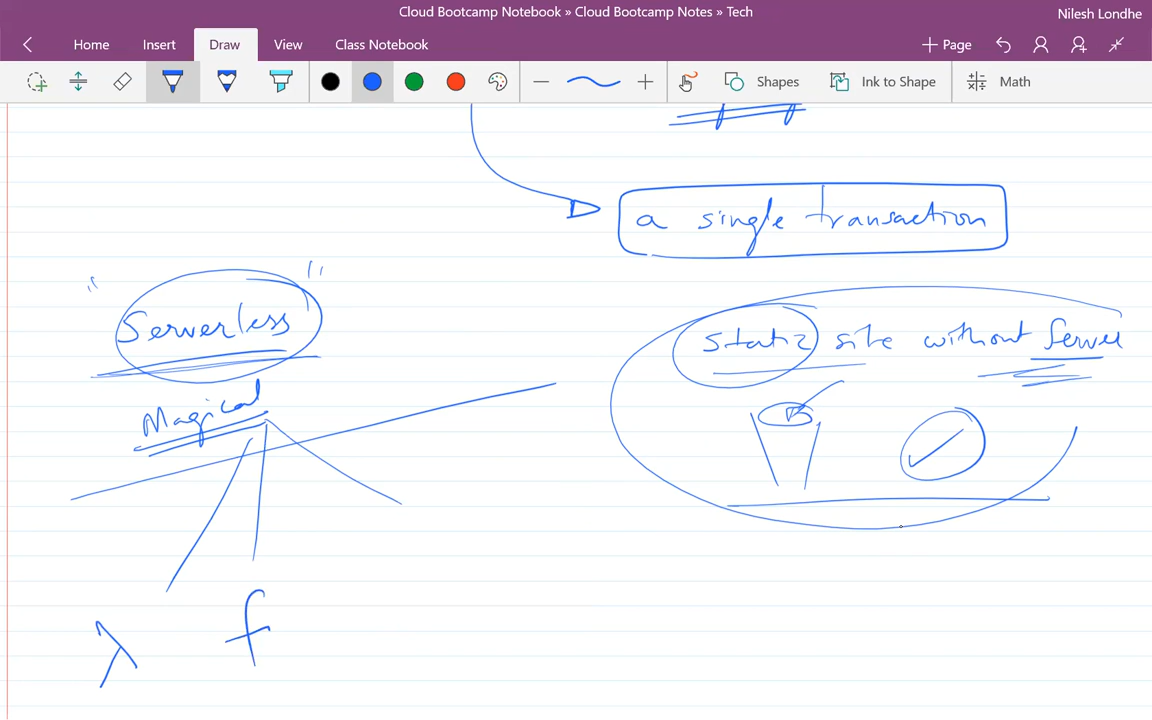 Cloud Bootcamp Notebook » Cloud Bootcamp Notes » Tech
Nilesh Londhe
Home Insert Draw View Class Notebook Page
Shapes Ink to Shape Math
a single transaction
"Serverless"
static site without Server
Magical
λ f